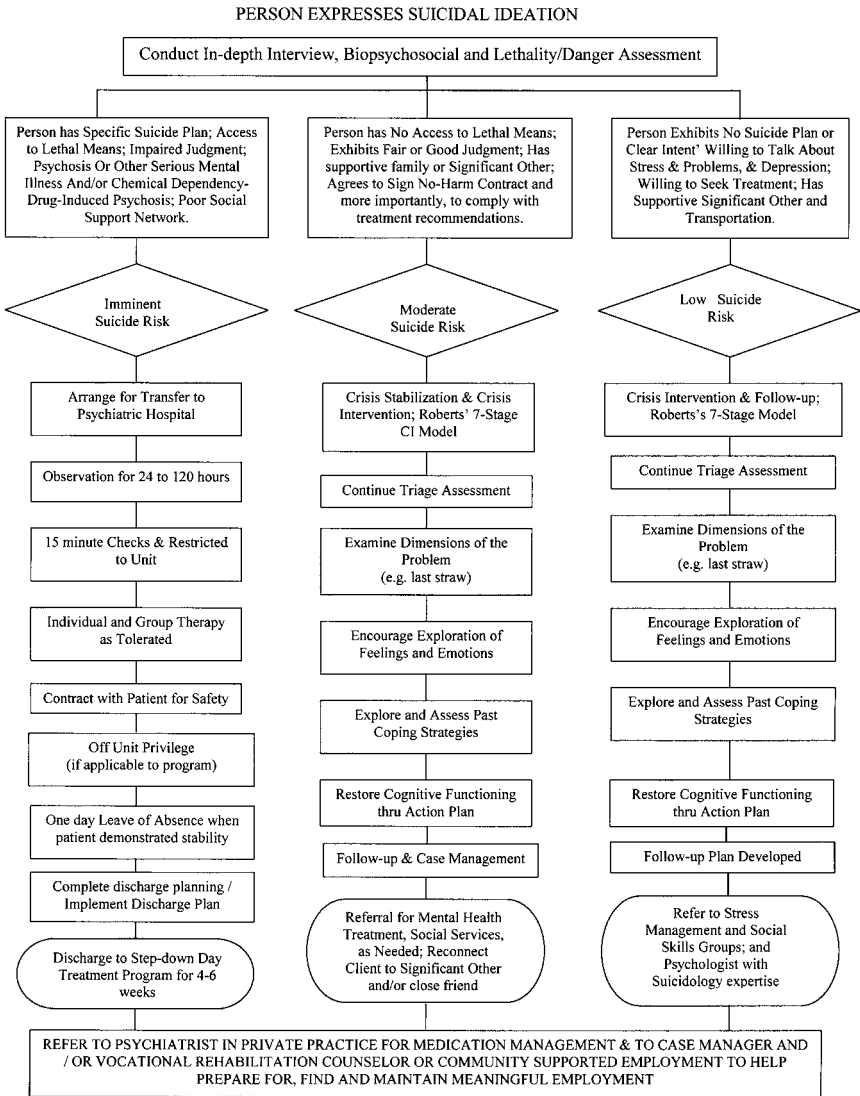 PERSON EXPRESSES SUICIDAL IDEATION
Conduct In-depth Interview, Biopsychosocial and Lethality/Danger Assessment
Person has Specific Suicide Plan; Access
to Lethal Means; Impaired Judgment;
Psychosis Or Other Serious Mental
Illness And/or Chemical Dependency-
Drug-Induced Psychosis; Poor Social
Support Network.
Imminent
Suicide Risk
Arrange for Transfer to
Psychiatric Hospital
Observation for 24 to 120 hours
15 minute Checks & Restricted
to Unit
Individual and Group Therapy
as Tolerated
Contract with Patient for Safety
Off Unit Privilege
(if applicable to program)
One day Leave of Absence when
patient demonstrated stability
Complete discharge planning /
Implement Discharge Plan
Discharge to Step-down Day
Treatment Program for 4-6
weeks
Person has No Access to Lethal Means;
Exhibits Fair or Good Judgment; Has
supportive family or Significant Other;
Agrees to Sign No-Harm Contract and
more importantly, to comply with
treatment recommendations.
Moderate
Suicide Risk
Crisis Stabilization & Crisis
Intervention; Roberts' 7-Stage
CI Model
Continue Triage Assessment
Examine Dimensions of the
Problem
(e.g. last straw)
Encourage Exploration of
Feelings and Emotions
Explore and Assess Past
Coping Strategies
Restore Cognitive Functioning
thru Action Plan
Follow-up & Case Management
Referral for Mental Health
Treatment, Social Services,
as Needed; Reconnect
Client to Significant Other
and/or close friend
Person Exhibits No Suicide Plan or
Clear Intent' Willing to Talk About
Stress & Problems, & Depression;
Willing to Seek Treatment; Has
Supportive Significant Other and
Transportation.
Low Suicide
Risk
Crisis Intervention & Follow-up;
Roberts's 7-Stage Model
Continue Triage Assessment
Examine Dimensions of the
Problem
(e.g. last straw)
Encourage Exploration of
Feelings and Emotions
Explore and Assess Past Coping
Strategies
Restore Cognitive Functioning
thru Action Plan
Follow-up Plan Developed
Refer to Stress
Management and Social
Skills Groups; and
Psychologist with
Suicidology expertise
REFER TO PSYCHIATRIST IN PRIVATE PRACTICE FOR MEDICATION MANAGEMENT & TO CASE MANAGER AND
/ OR VOCATIONAL REHABILITATION COUNSELOR OR COMMUNITY SUPPORTED EMPLOYMENT TO HELP
PREPARE FOR, FIND AND MAINTAIN MEANINGFUL EMPLOYMENT